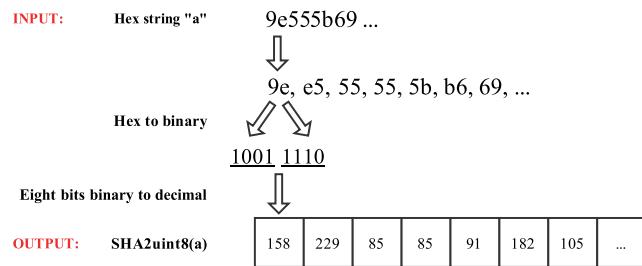 INPUT: Hex string "a" 9e555b69 ...
9e, e5, 55, 55, 5b, b6, 69, ...
Hex to binary
1001 1110
Eight bits binary to decimal
OUTPUT: SHA2uint8(a) 158 229 85 85 91 182 105 ...